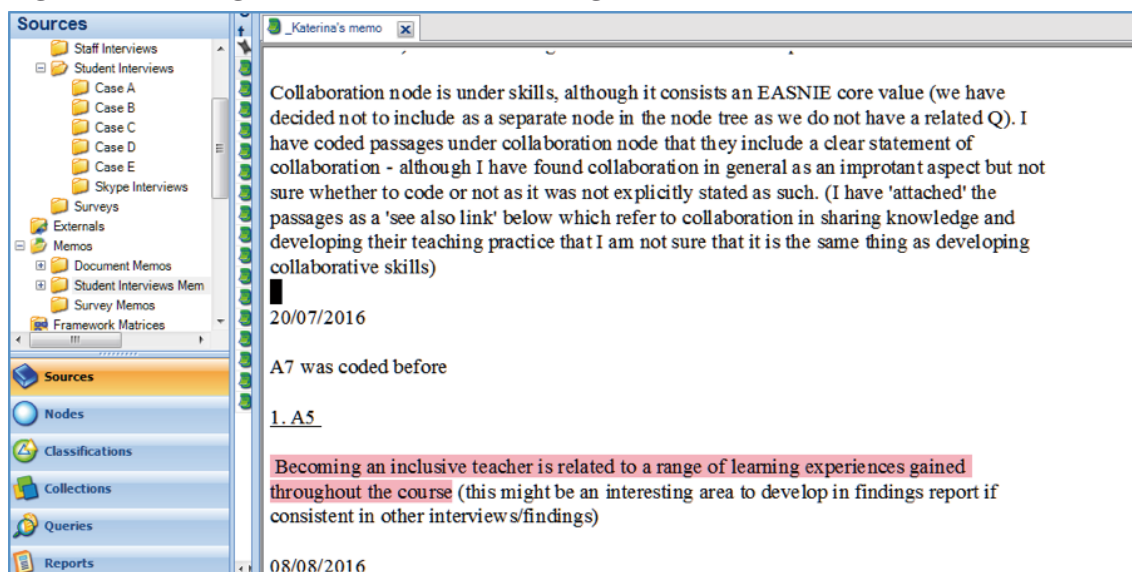 Sources
Staff Interviews
Student Interviews
Case A
Case B
Case C
Case D
Case E
Skype Interviews
Surveys
Externals
Memos
Document Memos
Student Interviews Mem
Survey Memos
Framework Matrices
Sources
Nodes
Classifications
Collections
Queries
Reports
_Katerina's memo
Collaboration node is under skills, although it consists an EASNIE core value (we have
decided not to include as a separate node in the node tree as we do not have a related Q). I
have coded passages under collaboration node that they include a clear statement of
collaboration - although I have found collaboration in general as an improtant aspect but not
sure whether to code or not as it was not explicitly stated as such. (I have 'attached' the
passages as a 'see also link' below which refer to collaboration in sharing knowledge and
developing their teaching practice that I am not sure that it is the same thing as developing
collaborative skills)
20/07/2016
A7 was coded before
1. A5
Becoming an inclusive teacher is related to a range of learning experiences gained
throughout the course (this might be an interesting area to develop in findings report if
consistent in other interviews/findings)
08/08/2016